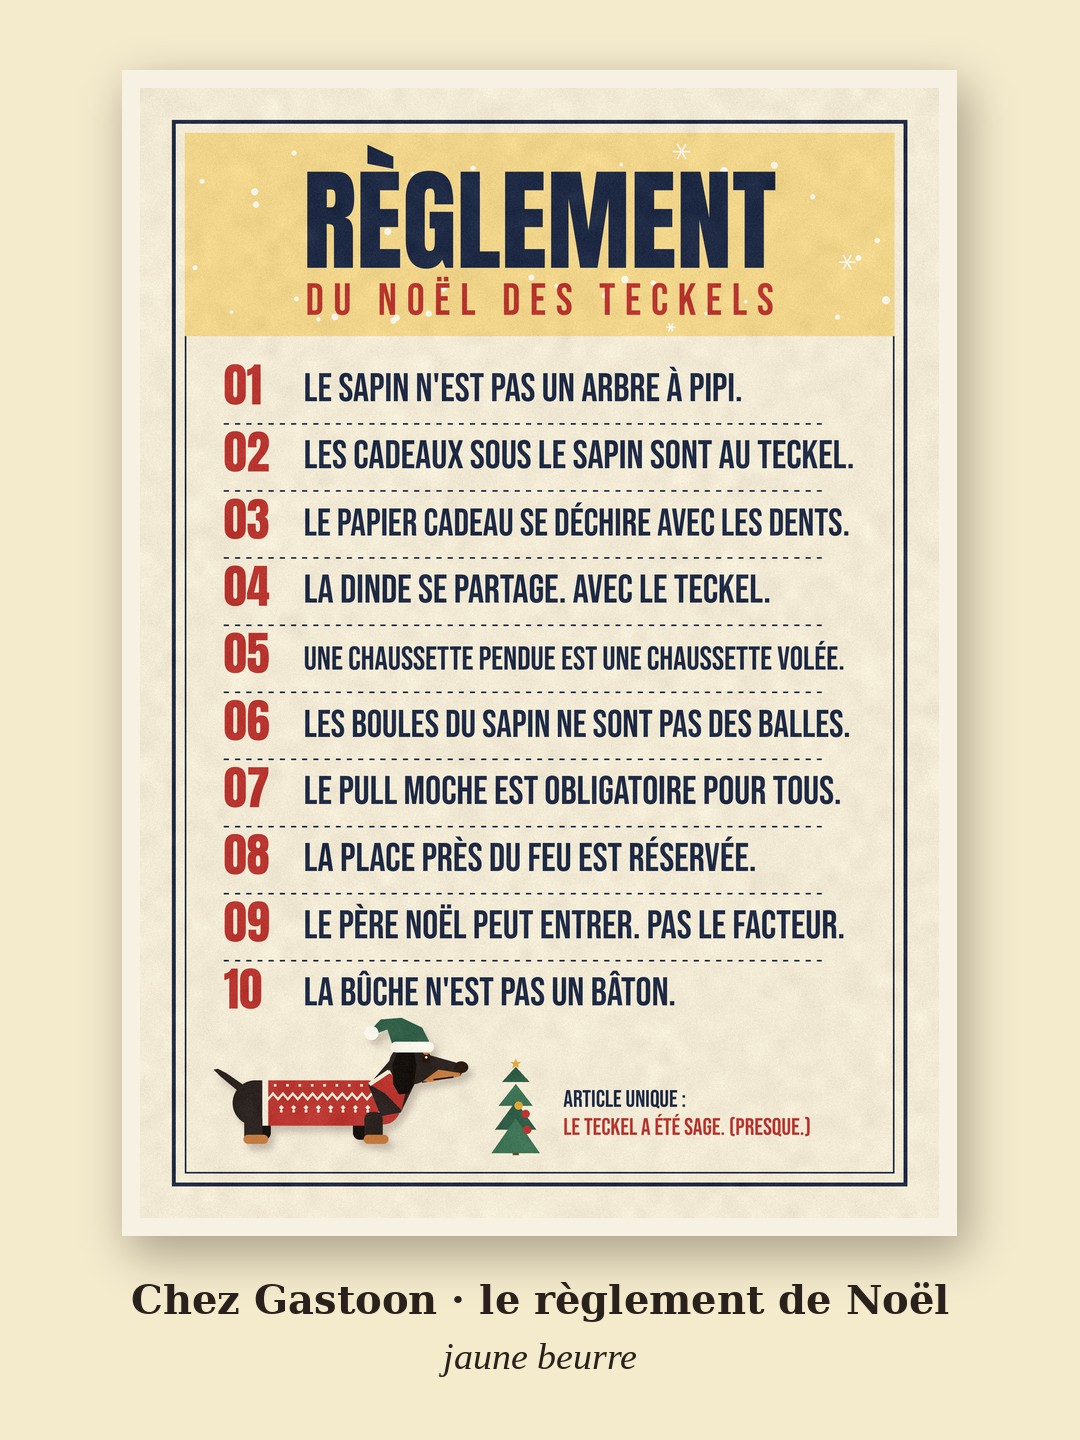 RÈGLEMENT
DU NOËL DES TECKELS
01 LE SAPIN N'EST PAS UN ARBRE À PIPI.
02 LES CADEAUX SOUS LE SAPIN SONT AU TECKEL.
03 LE PAPIER CADEAU SE DÉCHIRE AVEC LES DENTS.
04 LA DINDE SE PARTAGE. AVEC LE TECKEL.
05 UNE CHAUSSETTE PENDUE EST UNE CHAUSSETTE VOLÉE.
06 LES BOULES DU SAPIN NE SONT PAS DES BALLES.
07 LE PULL MOCHE EST OBLIGATOIRE POUR TOUS.
08 LA PLACE PRÈS DU FEU EST RÉSERVÉE.
09 LE PÈRE NOËL PEUT ENTRER. PAS LE FACTEUR.
10 LA BÛCHE N'EST PAS UN BÂTON.
ARTICLE UNIQUE :
LE TECKEL A ÉTÉ SAGE. (PRESQUE.)
Chez Gastoon · le règlement de Noël
jaune beurre